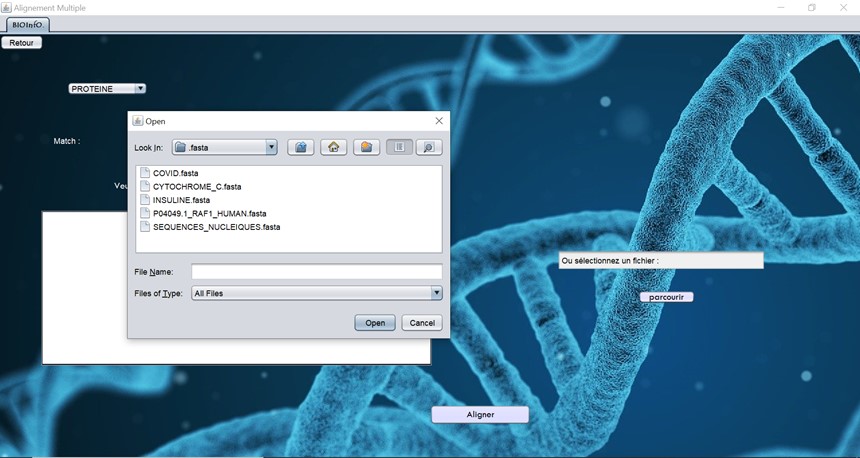 Alignement Multiple
BIOInfO.
Retour
PROTEINE
Match :
Open
Look In:
.fasta
COVID.fasta
CYTOCHROME_C.fasta
INSULINE.fasta
P04049.1_RAF1_HUMAN.fasta
SEQUENCES_NUCLEIQUES.fasta
File Name:
Files of Type:
All Files
Open
Cancel
Ou sélectionnez un fichier :
parcourir
Aligner